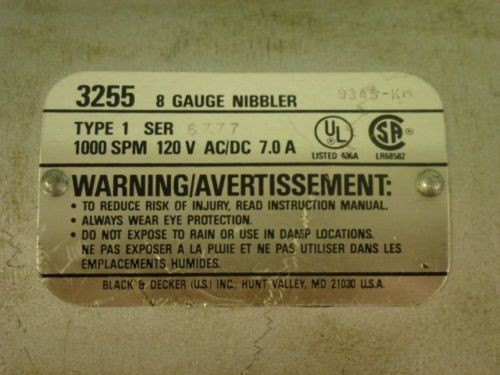 3255 8 GAUGE NIBBLER 9345-KM
TYPE 1 SER 6777
1000 SPM 120 V AC/DC 7.0 A
UL
LISTED 406A
SA
LR68562
WARNING/AVERTISSEMENT:
• TO REDUCE RISK OF INJURY, READ INSTRUCTION MANUAL.
• ALWAYS WEAR EYE PROTECTION.
• DO NOT EXPOSE TO RAIN OR USE IN DAMP LOCATIONS.
NE PAS EXPOSER A LA PLUIE ET NE PAS UTILISER DANS LES
EMPLACEMENTS HUMIDES.
BLACK & DECKER (U.S.) INC., HUNT VALLEY, MD 21030 U.S.A.